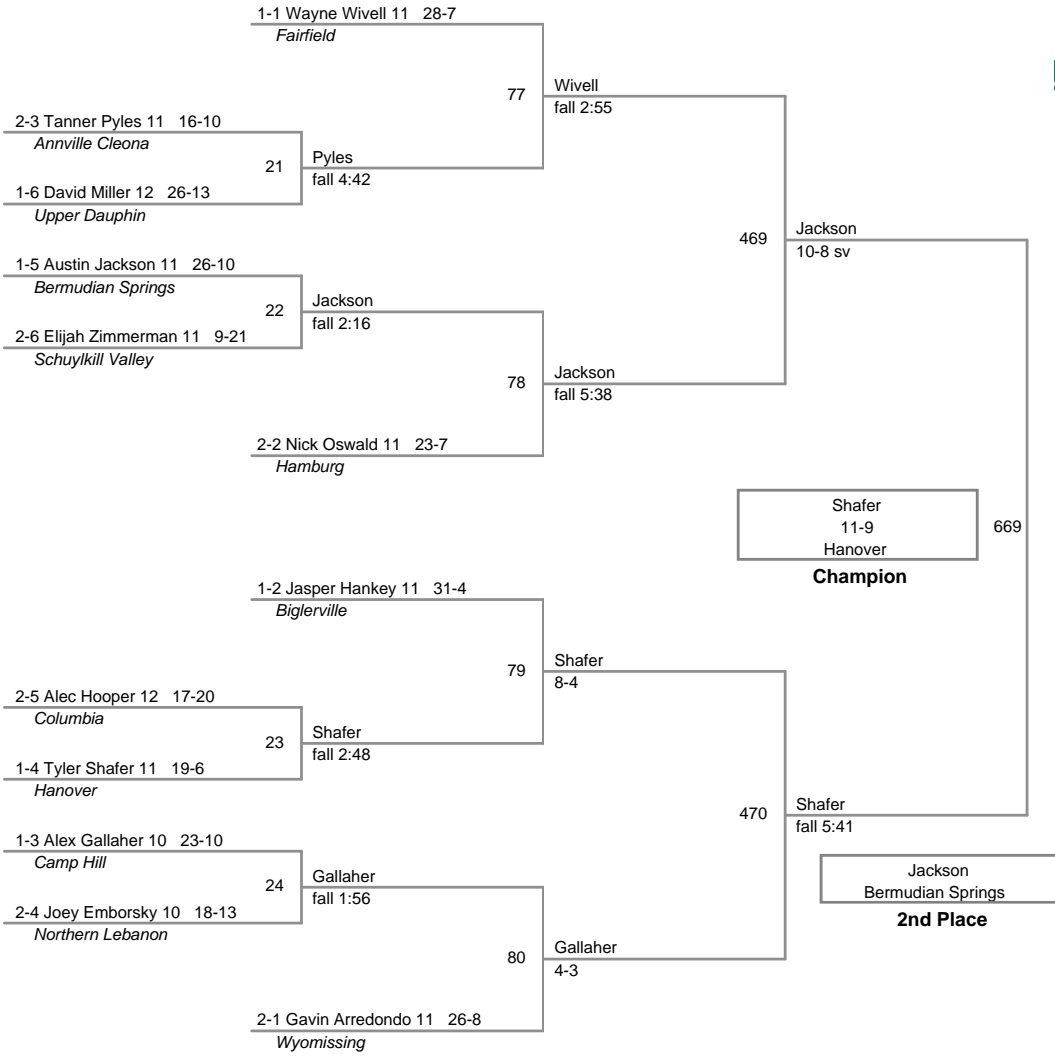 1-1 Wayne Wivell 11 28-7
Fairfield
77
Wivell
fall 2:55
2-3 Tanner Pyles 11 16-10
Annville Cleona
21
Pyles
fall 4:42
1-6 David Miller 12 26-13
Upper Dauphin
469
Jackson
10-8 sv
1-5 Austin Jackson 11 26-10
Bermudian Springs
22
Jackson
fall 2:16
2-6 Elijah Zimmerman 11 9-21
Schuylkill Valley
78
Jackson
fall 5:38
2-2 Nick Oswald 11 23-7
Hamburg
Shafer
11-9
Hanover
Champion
669
1-2 Jasper Hankey 11 31-4
Biglerville
79
Shafer
8-4
2-5 Alec Hooper 12 17-20
Columbia
23
Shafer
fall 2:48
1-4 Tyler Shafer 11 19-6
Hanover
470
Shafer
fall 5:41
1-3 Alex Gallaher 10 23-10
Camp Hill
24
Gallaher
fall 1:56
2-4 Joey Emborsky 10 18-13
Northern Lebanon
Jackson
Bermudian Springs
2nd Place
80
Gallaher
4-3
2-1 Gavin Arredondo 11 26-8
Wyomissing